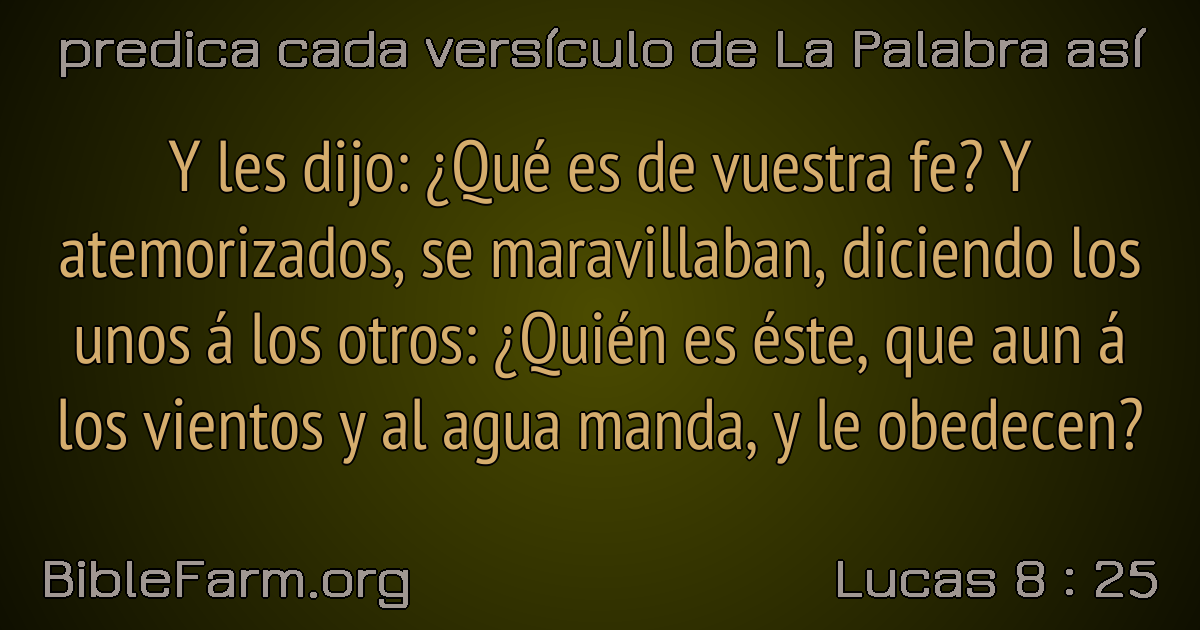 predica cada versículo de La Palabra así
Y les dijo: ¿Qué es de vuestra fe? Y
atemorizados, se maravillaban, diciendo los
unos á los otros: ¿Quién es éste, que aun á
los vientos y al agua manda, y le obedecen?
BibleFarm.org
Lucas 8 : 25